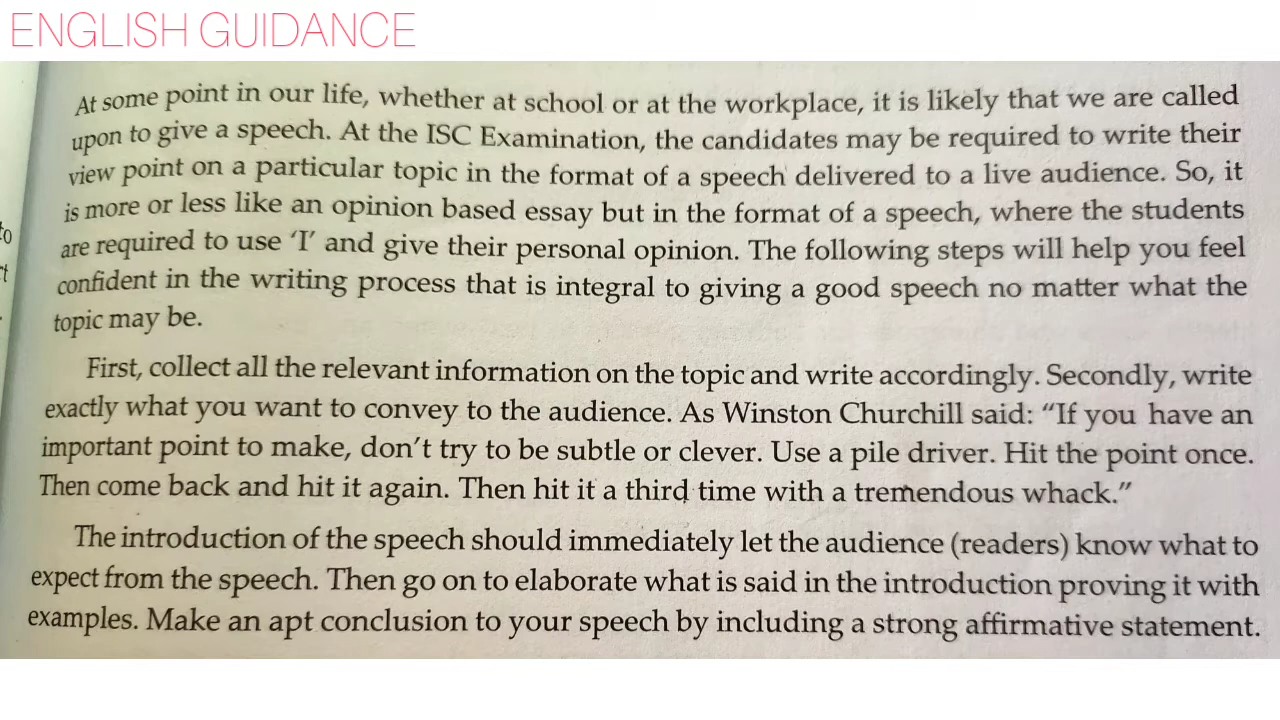 ENGLISH GUIDANCE
At some point in our life, whether at school or at the workplace, it is likely that we are called
upon to give a speech. At the ISC Examination, the candidates may be required to write their
view point on a particular topic in the format of a speech delivered to a live audience. So, it
is more or less like an opinion based essay but in the format of a speech, where the students
are required to use ‘I’ and give their personal opinion. The following steps will help you feel
confident in the writing process that is integral to giving a good speech no matter what the
topic may be.
First, collect all the relevant information on the topic and write accordingly. Secondly, write
exactly what you want to convey to the audience. As Winston Churchill said: “If you have an
important point to make, don’t try to be subtle or clever. Use a pile driver. Hit the point once.
Then come back and hit it again. Then hit it a third time with a tremendous whack.”
The introduction of the speech should immediately let the audience (readers) know what to
expect from the speech. Then go on to elaborate what is said in the introduction proving it with
examples. Make an apt conclusion to your speech by including a strong affirmative statement.